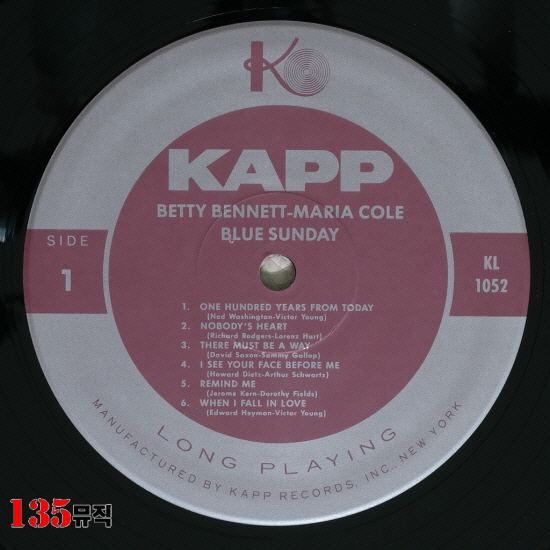 K
KAPP
BETTY BENNETT-MARIA COLE
BLUE SUNDAY
SIDE
1
KL
1052
1. ONE HUNDRED YEARS FROM TODAY
(Ned Washington-Victor Young)
2. NOBODY'S HEART
(Richard Rodgers-Lorenz Hart)
3. THERE MUST BE A WAY
(David Saxon-Sammy Gallop)
4. I SEE YOUR FACE BEFORE ME
(Howard Dietz-Arthur Schwartz)
5. REMIND ME
(Jerome Kern-Dorothy Fields)
6. WHEN I FALL IN LOVE
(Edward Heyman-Victor Young)
LONG PLAYING
MANUFACTURED BY KAPP RECORDS, INC., NEW YORK
135뮤직